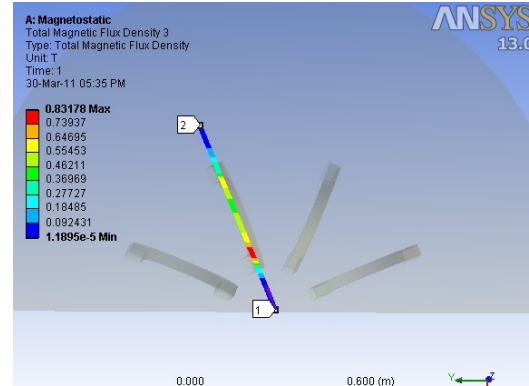 A: Magnetostatic
Total Magnetic Flux Density 3
Type: Total Magnetic Flux Density
Unit: T
Time: 1
30-Mar-11 05:35 PM
0.83178 Max
0.73937
0.64695
0.55453
0.46211
0.36969
0.27727
0.18485
0.092431
1.1895e-5 Min
ANSYS
13.0
2
1
0.000
0.600 (m)
Y
Z